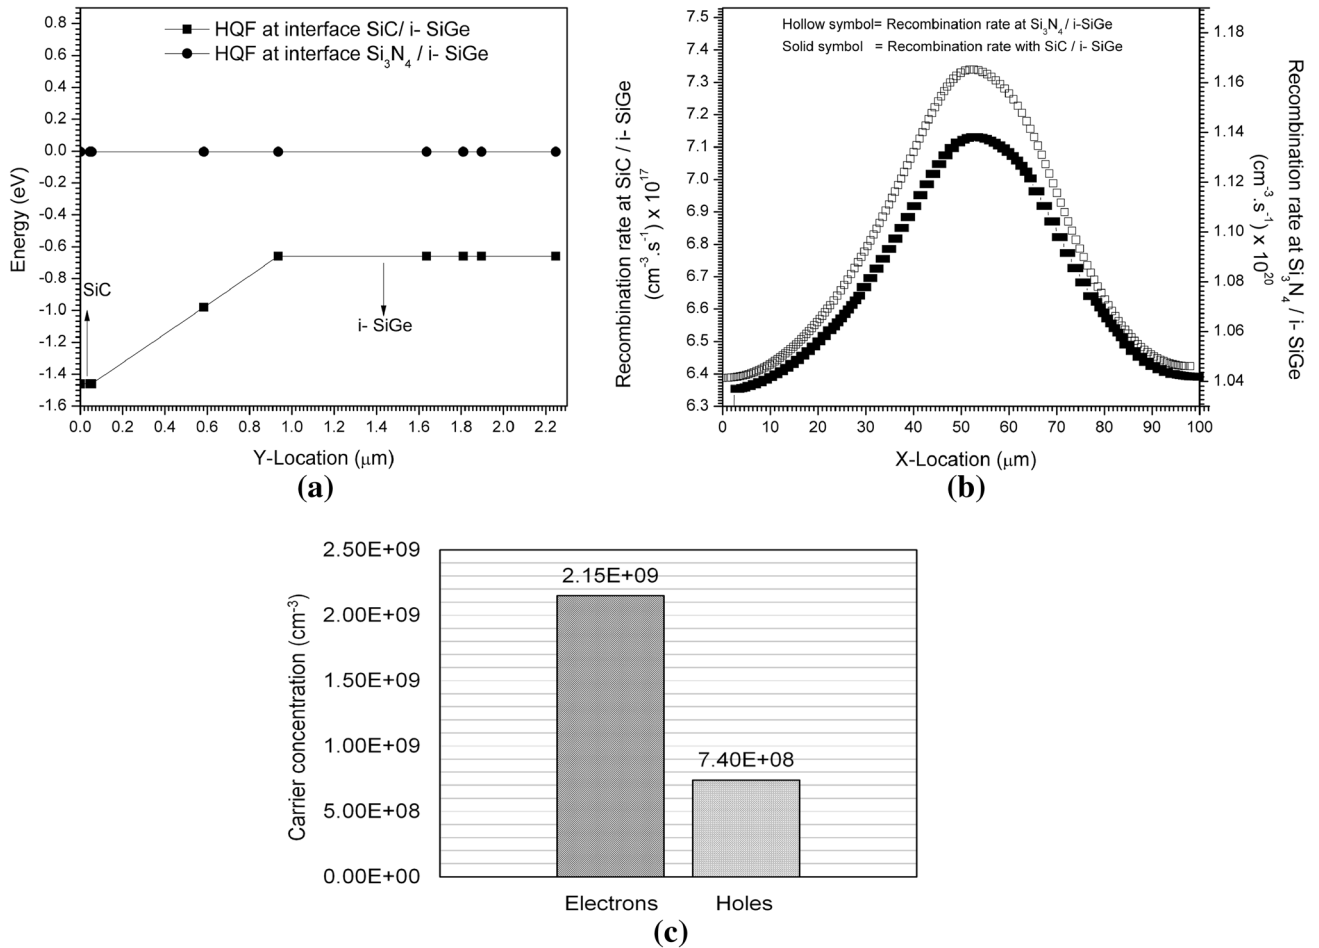 HQF at interface SiC/ i- SiGe
HQF at interface Si3N4 / i- SiGe
0.8
0.6
0.4
0.2
0.0
-0.2
-0.4
-0.6
-0.8
-1.0
-1.2
-1.4
-1.6
Energy (eV)
SiC
i- SiGe
0.0 0.2 0.4 0.6 0.8 1.0 1.2 1.4 1.6 1.8 2.0 2.2
Y-Location (μm)
(a)
Hollow symbol= Recombination rate at Si3N4 / i-SiGe
Solid symbol = Recombination rate with SiC / i- SiGe
7.5
7.4
7.3
7.2
7.1
7.0
6.9
6.8
6.7
6.6
6.5
6.4
6.3
Recombination rate at SiC / i- SiGe
(cm-3.s-1) x 1017
1.18
1.16
1.14
1.12
1.10
1.08
1.06
1.04
Recombination rate at Si3N4 / i- SiGe
(cm-3.s-1) x 1020
0 10 20 30 40 50 60 70 80 90 100
X-Location (μm)
(b)
2.50E+09
2.00E+09
1.50E+09
1.00E+09
5.00E+08
0.00E+00
Carrier concentration (cm-3)
2.15E+09
7.40E+08
Electrons Holes
(c)